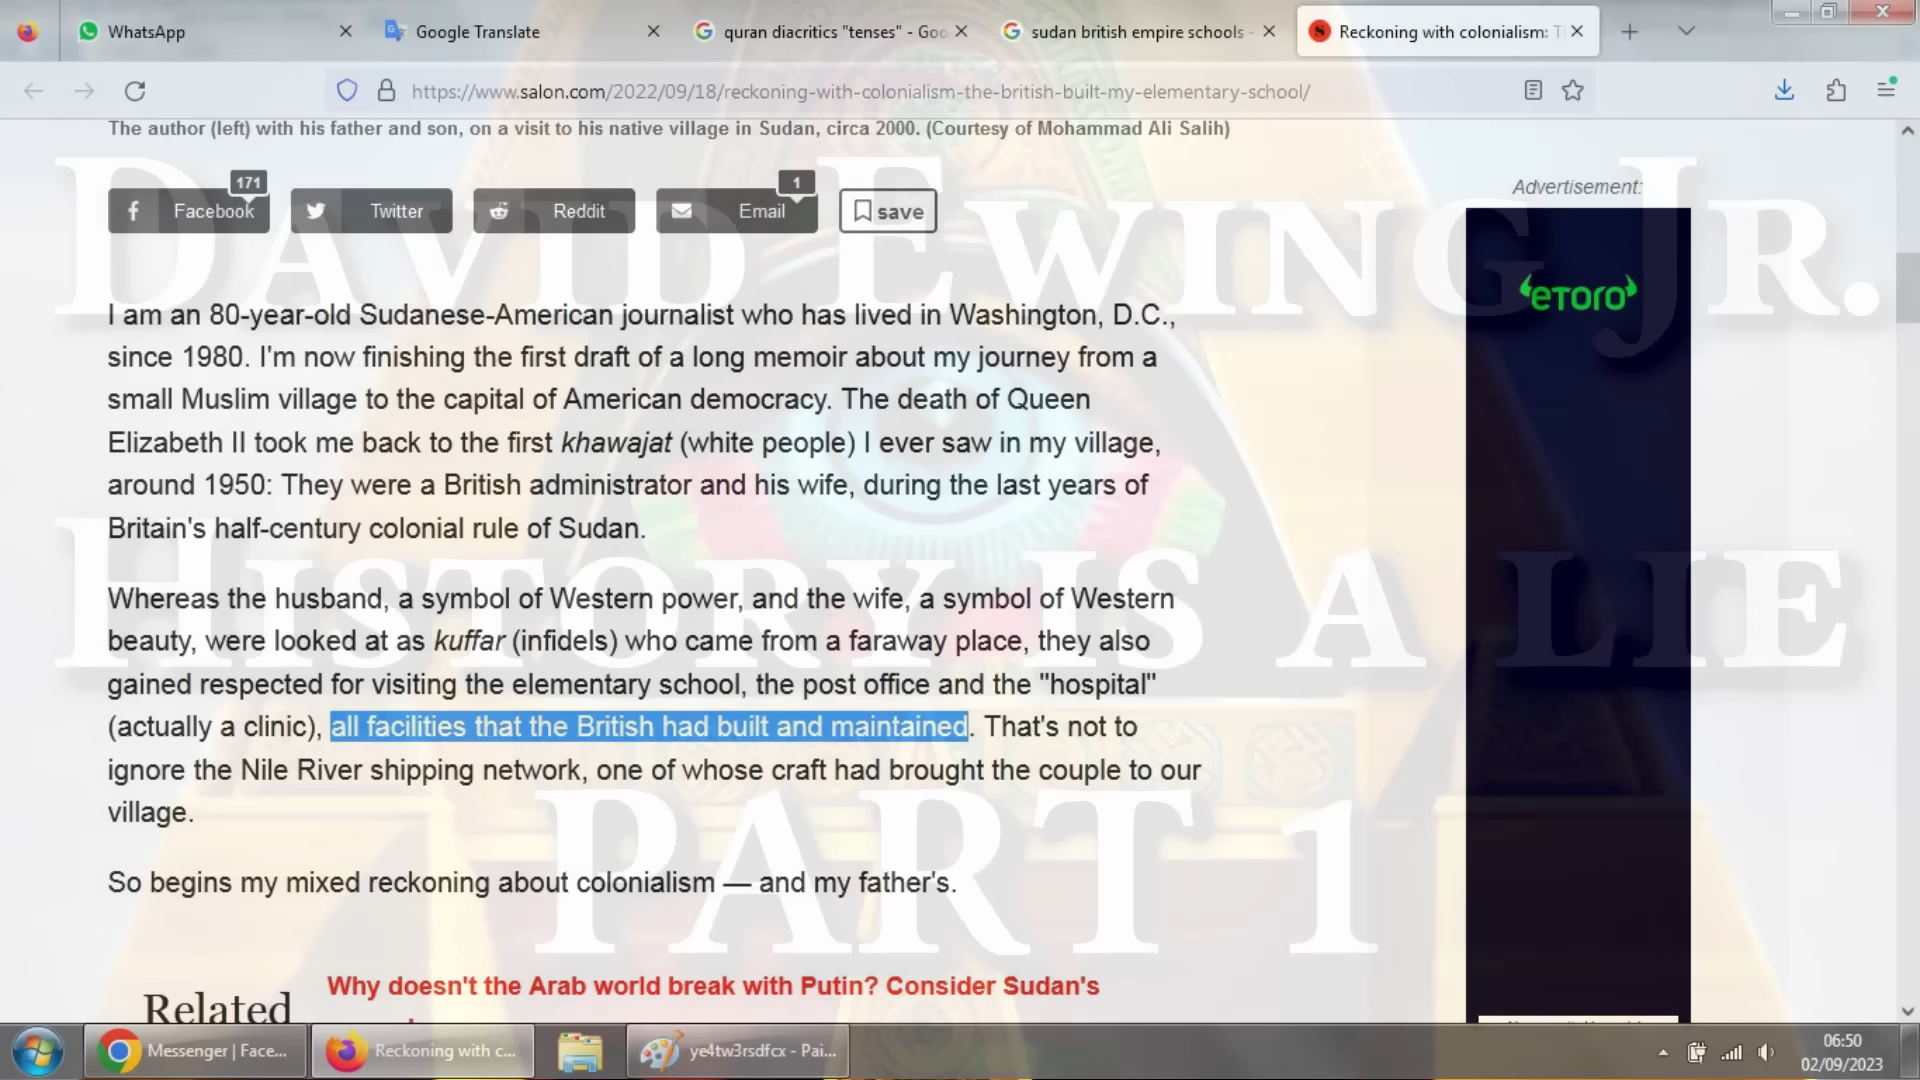 WhatsApp
Google Translate
quran diacritics "tenses" - Goo
sudan british empire schools -
Reckoning with colonialism: T
https://www.salon.com/2022/09/18/reckoning-with-colonialism-the-british-built-my-elementary-school/
The author (left) with his father and son, on a visit to his native village in Sudan, circa 2000. (Courtesy of Mohammad Ali Salih)
171
1
Facebook
Twitter
Reddit
Email
save
Advertisement:
eTORO
DAVID EWING JR.
I am an 80-year-old Sudanese-American journalist who has lived in Washington, D.C.,
since 1980. I'm now finishing the first draft of a long memoir about my journey from a
small Muslim village to the capital of American democracy. The death of Queen
Elizabeth II took me back to the first khawajat (white people) I ever saw in my village,
around 1950: They were a British administrator and his wife, during the last years of
Britain's half-century colonial rule of Sudan.
HISTORY IS A LIE
Whereas the husband, a symbol of Western power, and the wife, a symbol of Western
beauty, were looked at as kuffar (infidels) who came from a faraway place, they also
gained respected for visiting the elementary school, the post office and the "hospital"
(actually a clinic), all facilities that the British had built and maintained. That's not to
ignore the Nile River shipping network, one of whose craft had brought the couple to our
village.
PART 1
So begins my mixed reckoning about colonialism — and my father's.
Related
Why doesn't the Arab world break with Putin? Consider Sudan's
Messenger | Face...
Reckoning with c...
ye4tw3rsdfcx - Pai...
06:50
02/09/2023